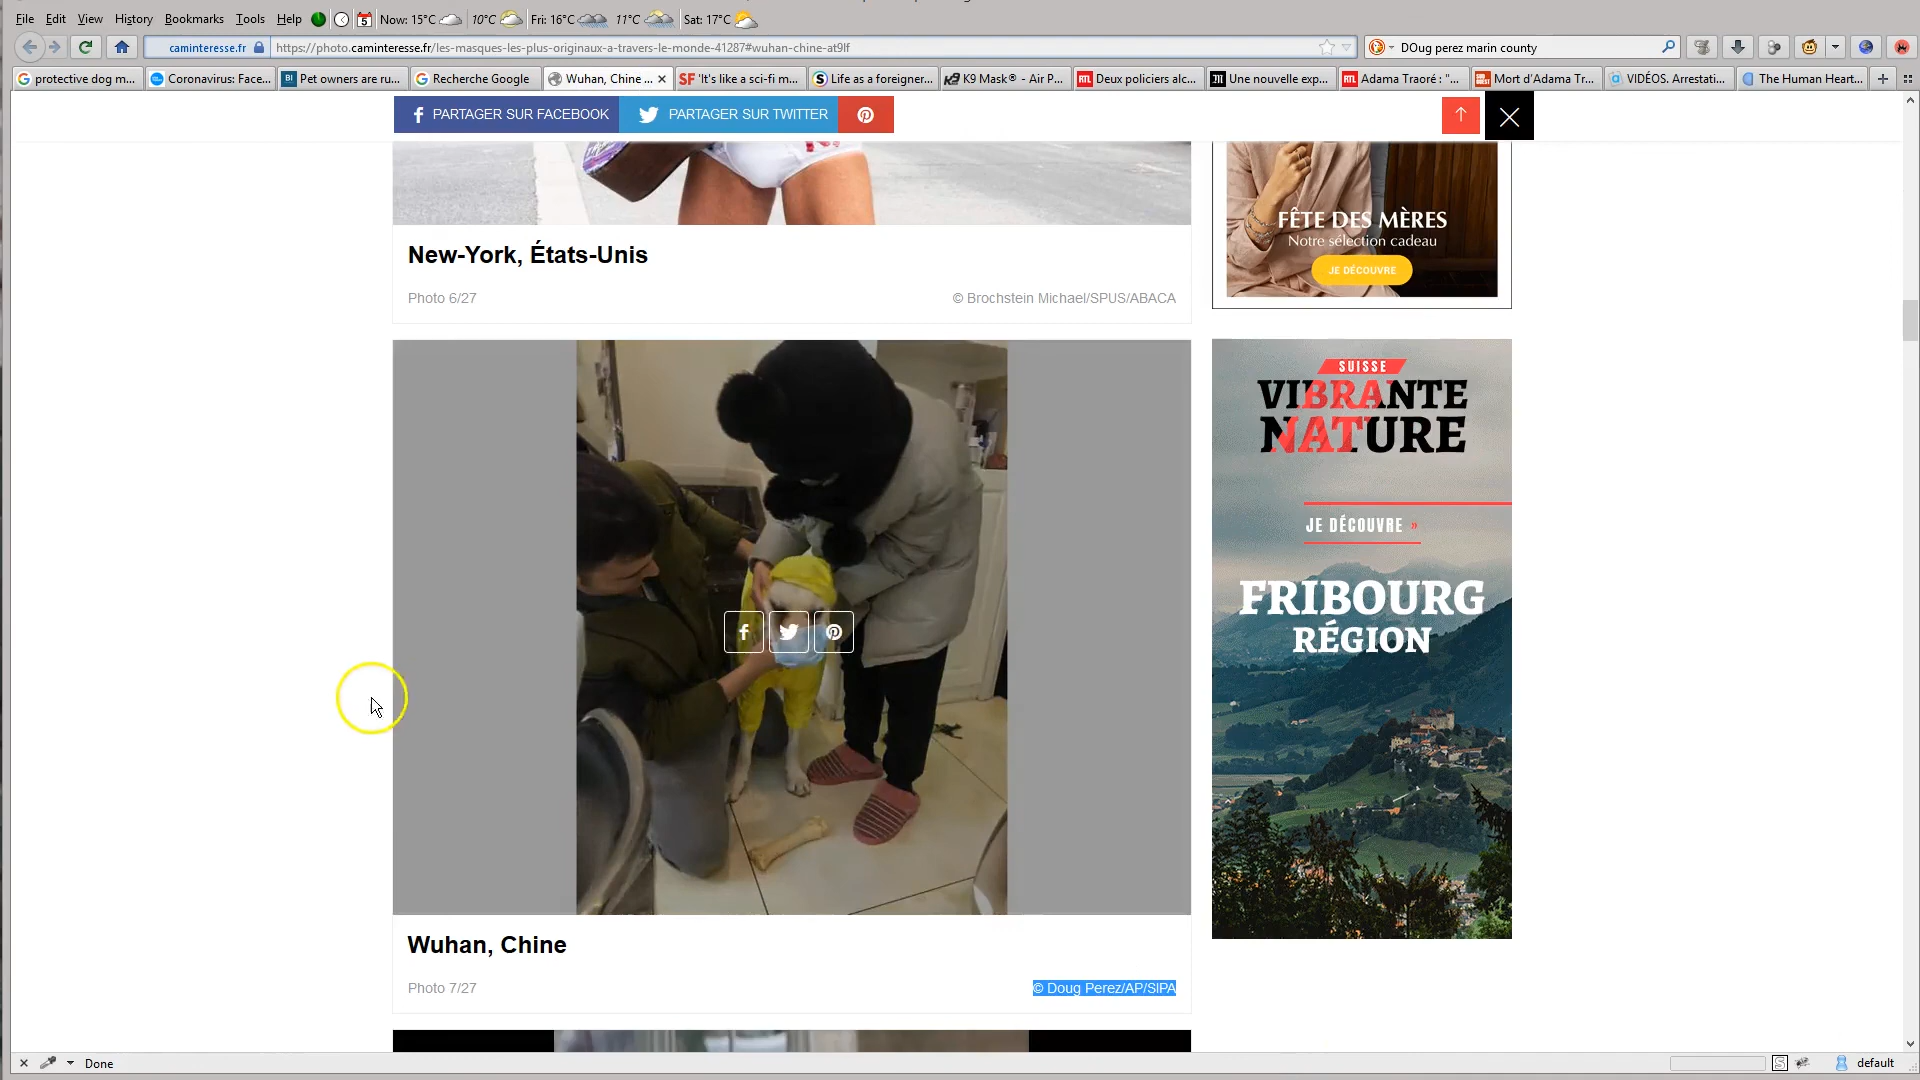 File Edit View History Bookmarks Tools Help Now: 15°C 10°C Fri: 16°C 11°C Sat: 17°C
caminteresse.fr https://photo.caminteresse.fr/les-masques-les-plus-originaux-a-travers-le-monde-41287#wuhan-chine-at9lf DOug perez marin county
protective dog m... Coronavirus: Face... Pet owners are ru... Recherche Google Wuhan, Chine ... 'It's like a sci-fi m... Life as a foreigner... K9 Mask® - Air P... Deux policiers alc... Une nouvelle exp... Adama Traoré : "... Mort d'Adama Tr... VIDÉOS. Arrestati... The Human Heart...
PARTAGER SUR FACEBOOK PARTAGER SUR TWITTER
FÊTE DES MÈRES
Notre sélection cadeau
JE DÉCOUVRE
New-York, États-Unis
Photo 6/27 © Brochstein Michael/SPUS/ABACA
SUISSE
VIBRANTE
NATURE
JE DÉCOUVRE »
FRIBOURG
RÉGION
Wuhan, Chine
Photo 7/27 © Doug Perez/AP/SIPA
Done default